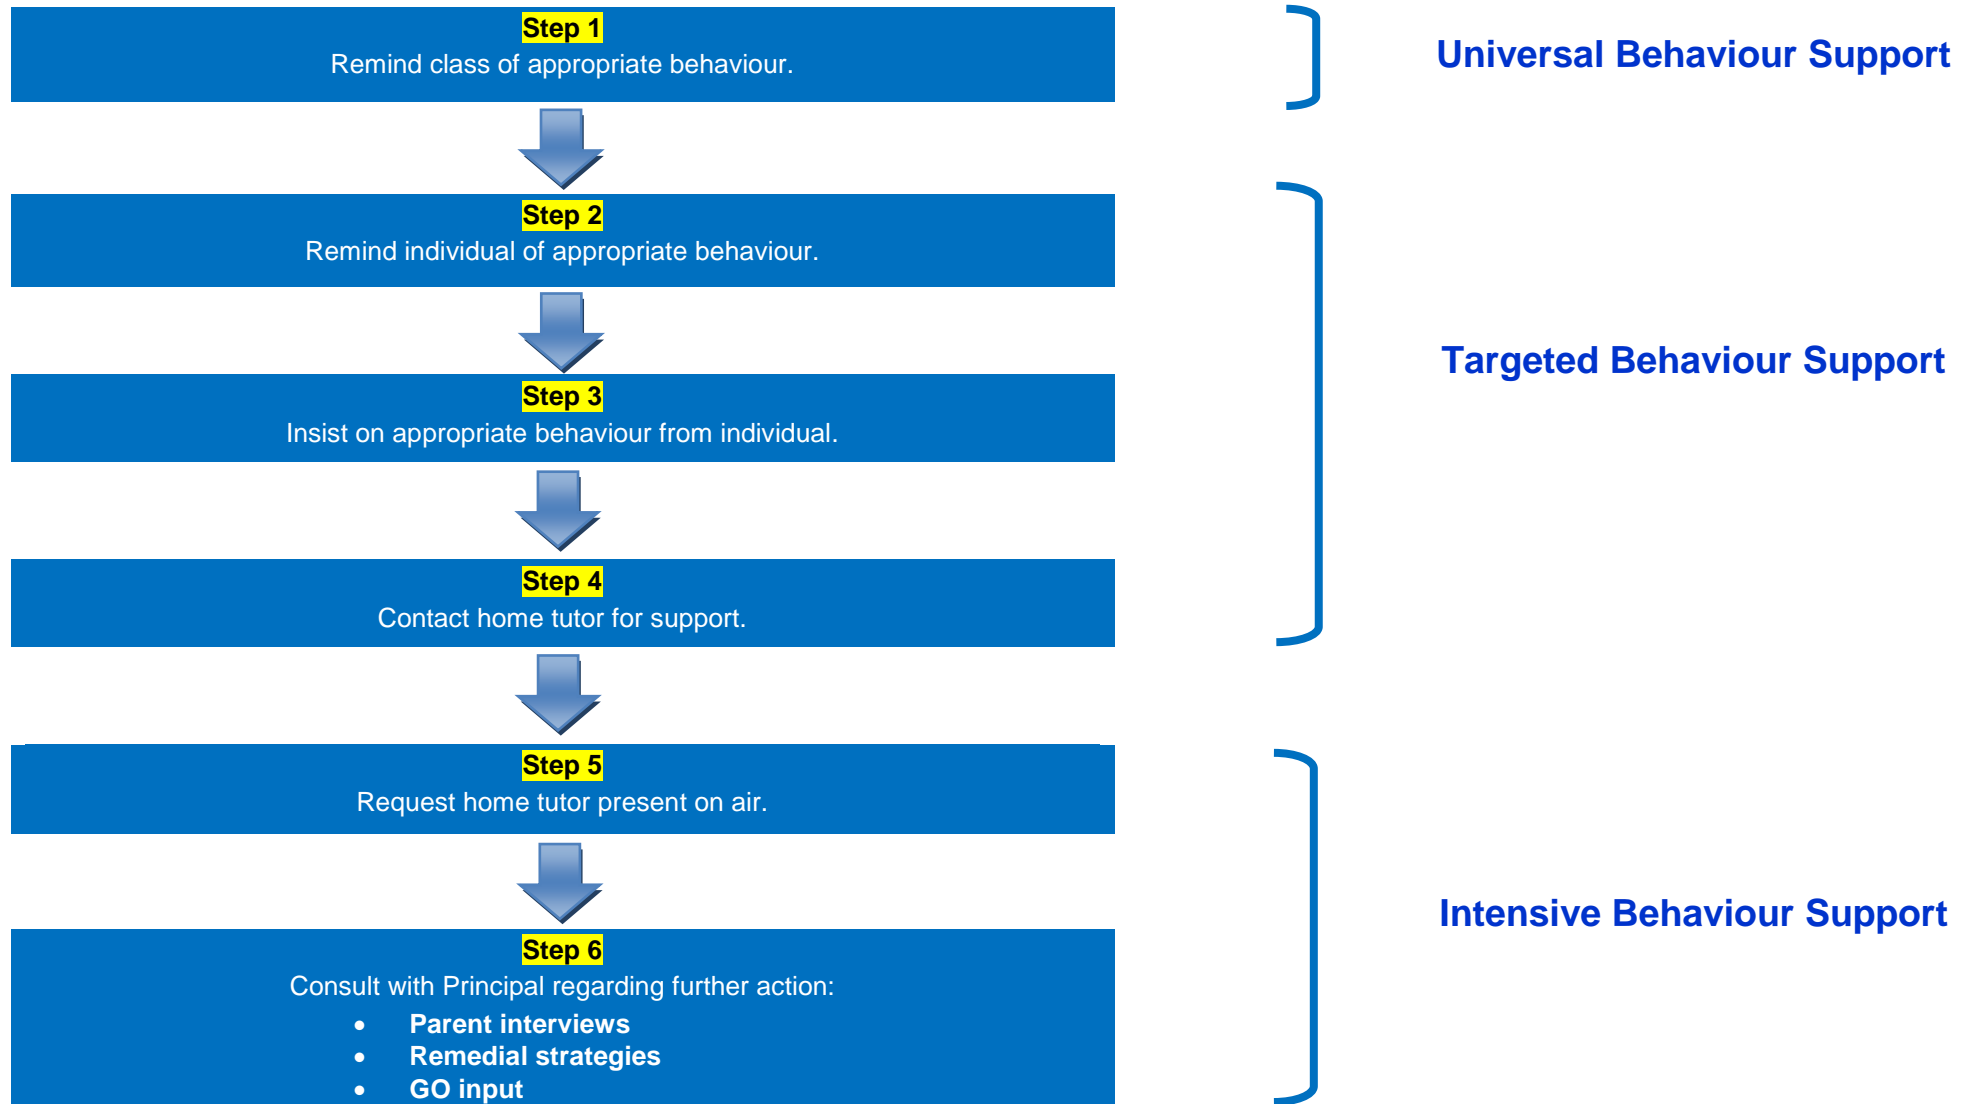 Step 1
Remind class of appropriate behaviour.
Universal Behaviour Support
Step 2
Remind individual of appropriate behaviour.
Step 3
Insist on appropriate behaviour from individual.
Step 4
Contact home tutor for support.
Targeted Behaviour Support
Step 5
Request home tutor present on air.
Step 6
Consult with Principal regarding further action:
• Parent interviews
• Remedial strategies
• GO input
Intensive Behaviour Support